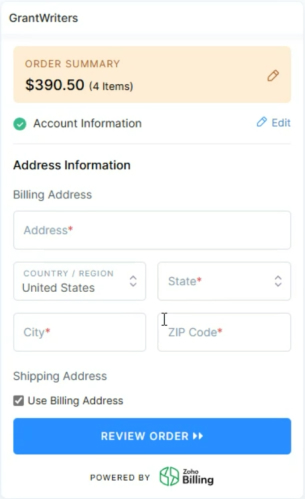 GrantWriters
ORDER SUMMARY
$390.50 (4 Items)
Account Information
Edit
Address Information
Billing Address
Address*
COUNTRY / REGION
United States
State*
City*
ZIP Code*
Shipping Address
Use Billing Address
REVIEW ORDER
POWERED BY Zoho Billing